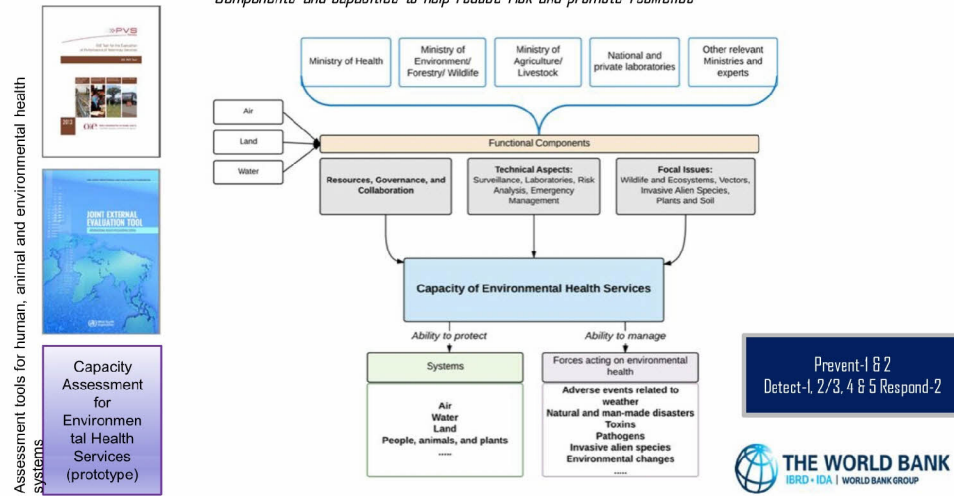 Components and capacities to help reduce risk and promote resilience
Assessment tools for human, animal and environmental health
systems
PVS
2013
Oie
JOINT EXTERNAL
EVALUATION TOOL
Capacity
Assessment
for
Environmen
tal Health
Services
(prototype)
Ministry of Health
Ministry of
Environment/
Forestry/ Wildlife
Ministry of
Agriculture/
Livestock
National and
private laboratories
Other relevant
Ministries and
experts
Air
Land
Water
Functional Components
Resources, Governance, and
Collaboration
Technical Aspects:
Surveillance, Laboratories, Risk
Analysis, Emergency
Management
Focal Issues:
Wildlife and Ecosystems, Vectors,
Invasive Alien Species,
Plants and Soil
Capacity of Environmental Health Services
Ability to protect
Ability to manage
Systems
Air
Water
Land
People, animals, and plants
.....
Forces acting on environmental
health
Adverse events related to
weather
Natural and man-made disasters
Toxins
Pathogens
Invasive alien species
Environmental changes
.....
Prevent-1 & 2
Detect-1, 2/3, 4 & 5 Respond-2
THE WORLD BANK
IBRD • IDA | WORLD BANK GROUP